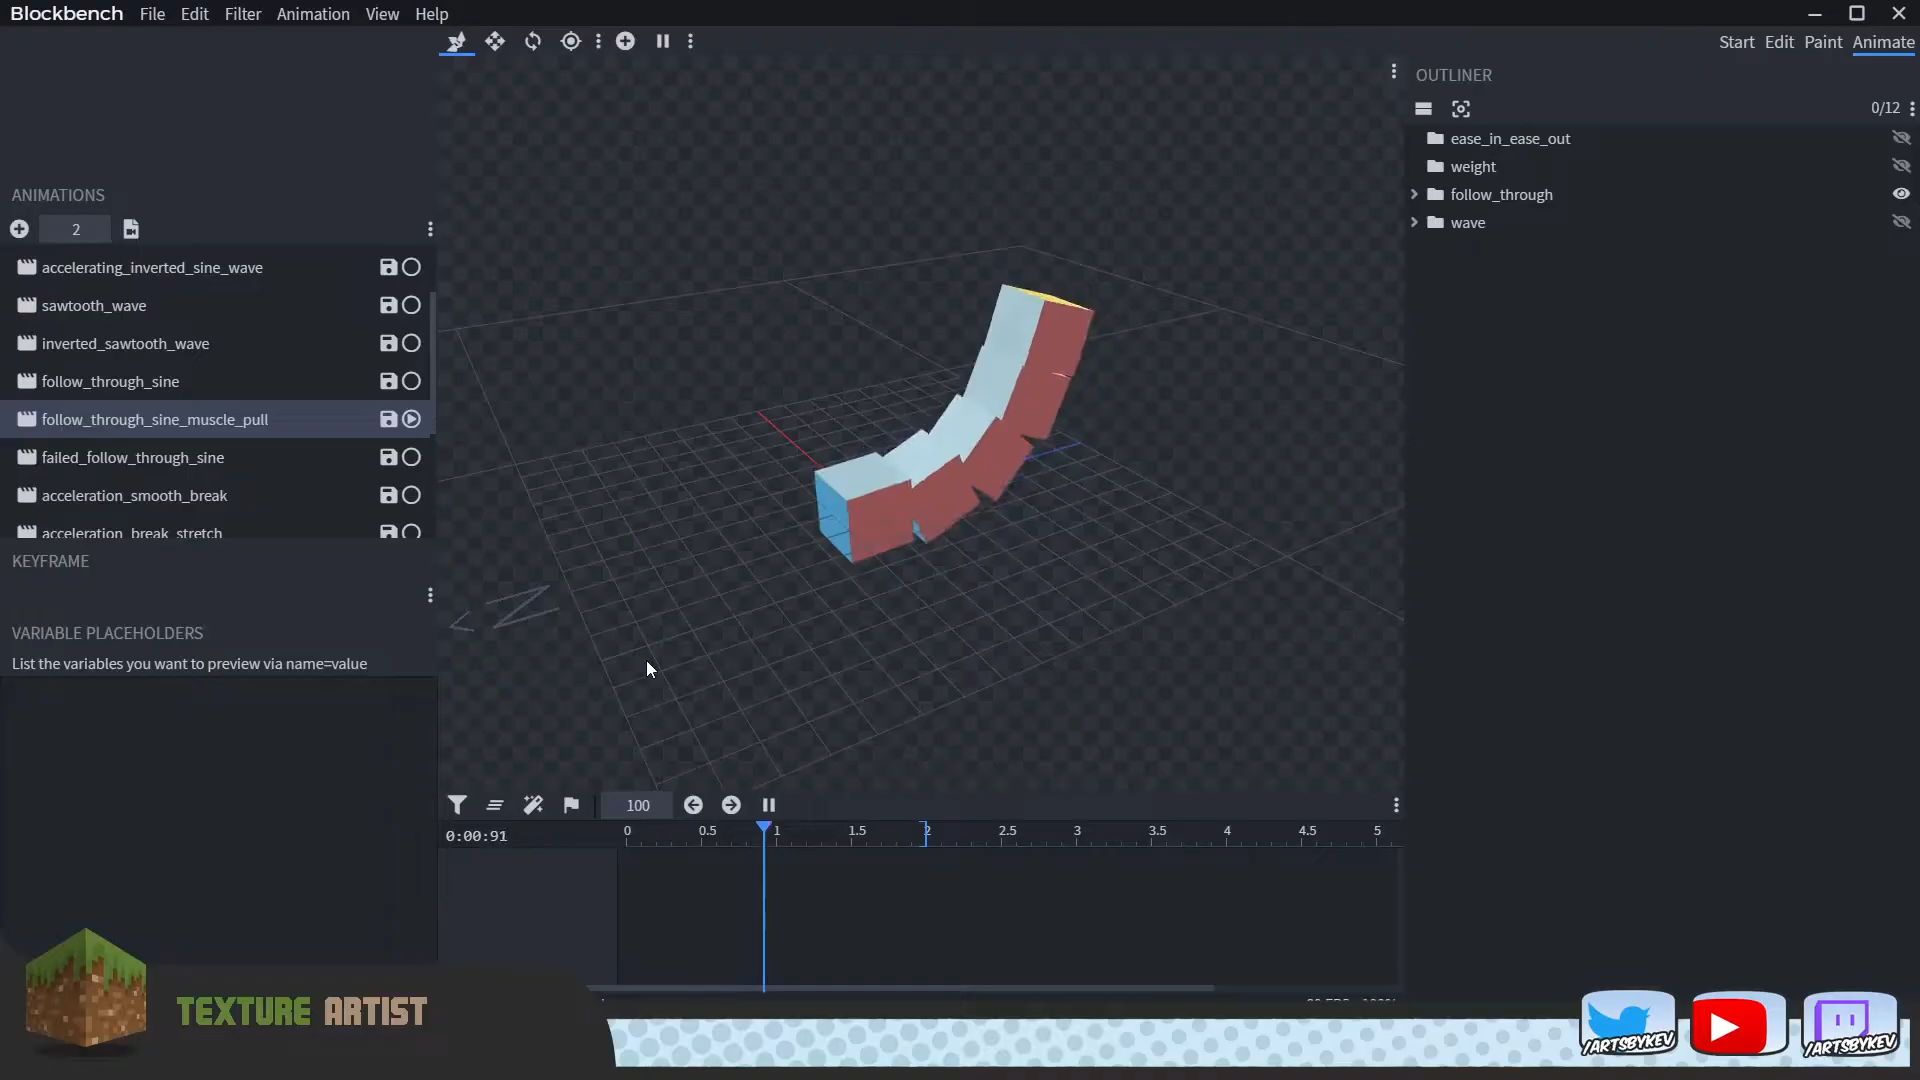 Blockbench File Edit Filter Animation View Help
Start Edit Paint Animate
OUTLINER
0/12
ease_in_ease_out
weight
follow_through
wave
ANIMATIONS
2
accelerating_inverted_sine_wave
sawtooth_wave
inverted_sawtooth_wave
follow_through_sine
follow_through_sine_muscle_pull
failed_follow_through_sine
acceleration_smooth_break
acceleration_break_stretch
KEYFRAME
VARIABLE PLACEHOLDERS
List the variables you want to preview via name=value
100
0:00:91
0 0.5 1 1.5 2 2.5 3 3.5 4 4.5 5
TEXTURE ARTIST
/ARTSBYKEV
/ARTSBYKEV